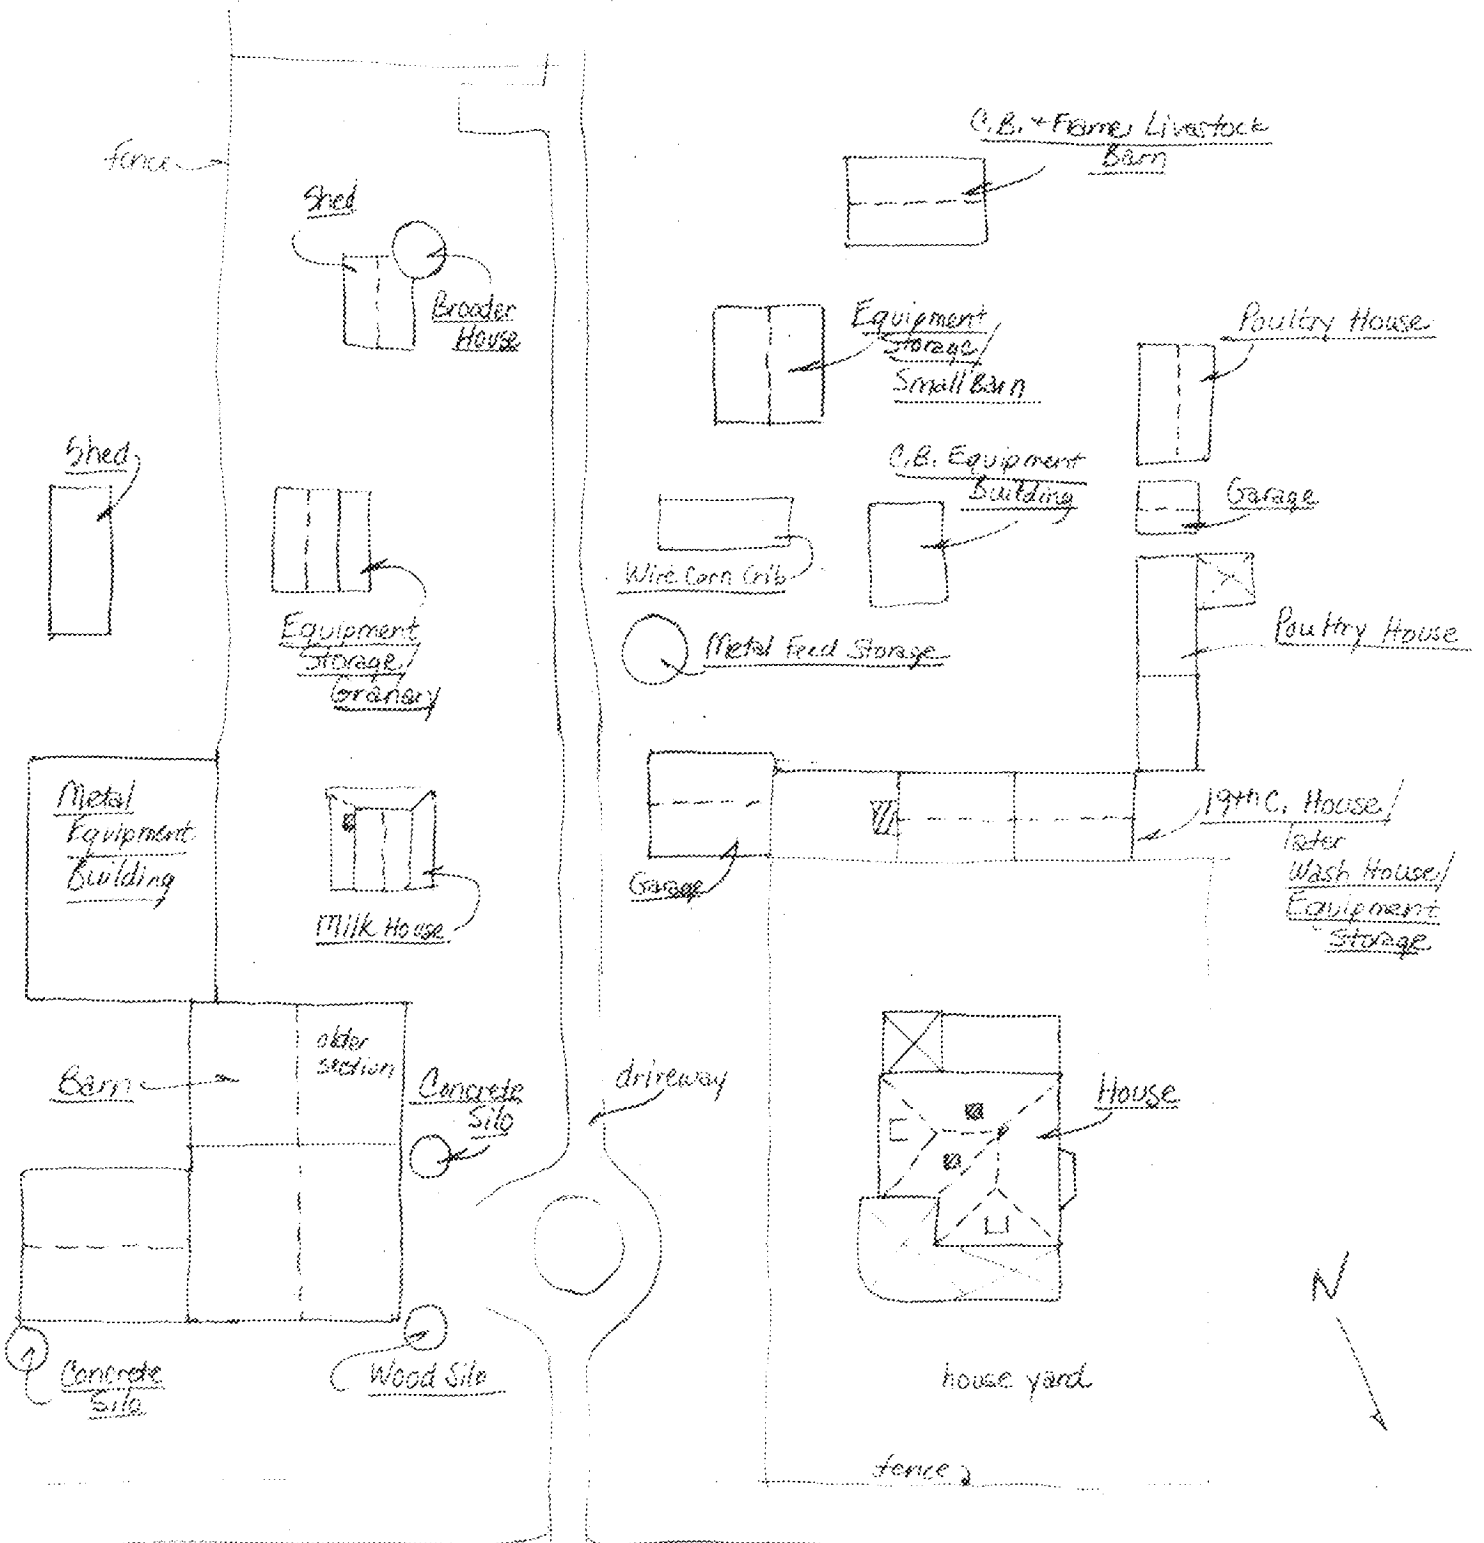 fence
C.B. + Frame Livestock
Barn
Shed
Brooder
House
Equipment
Storage/
Small Barn
Poultry House
Shed
C.B. Equipment
Building
Garage
Wire Corn Crib
Equipment
Storage/
Granary
Metal Feed Storage
Poultry House
Metal
Equipment
Building
Milk House
Garage
19th C. House/
later
Wash House/
Equipment
Storage
older
section
Barn
Concrete
Silo
driveway
House
Concrete
Silo
Wood Silo
house yard
N
fence